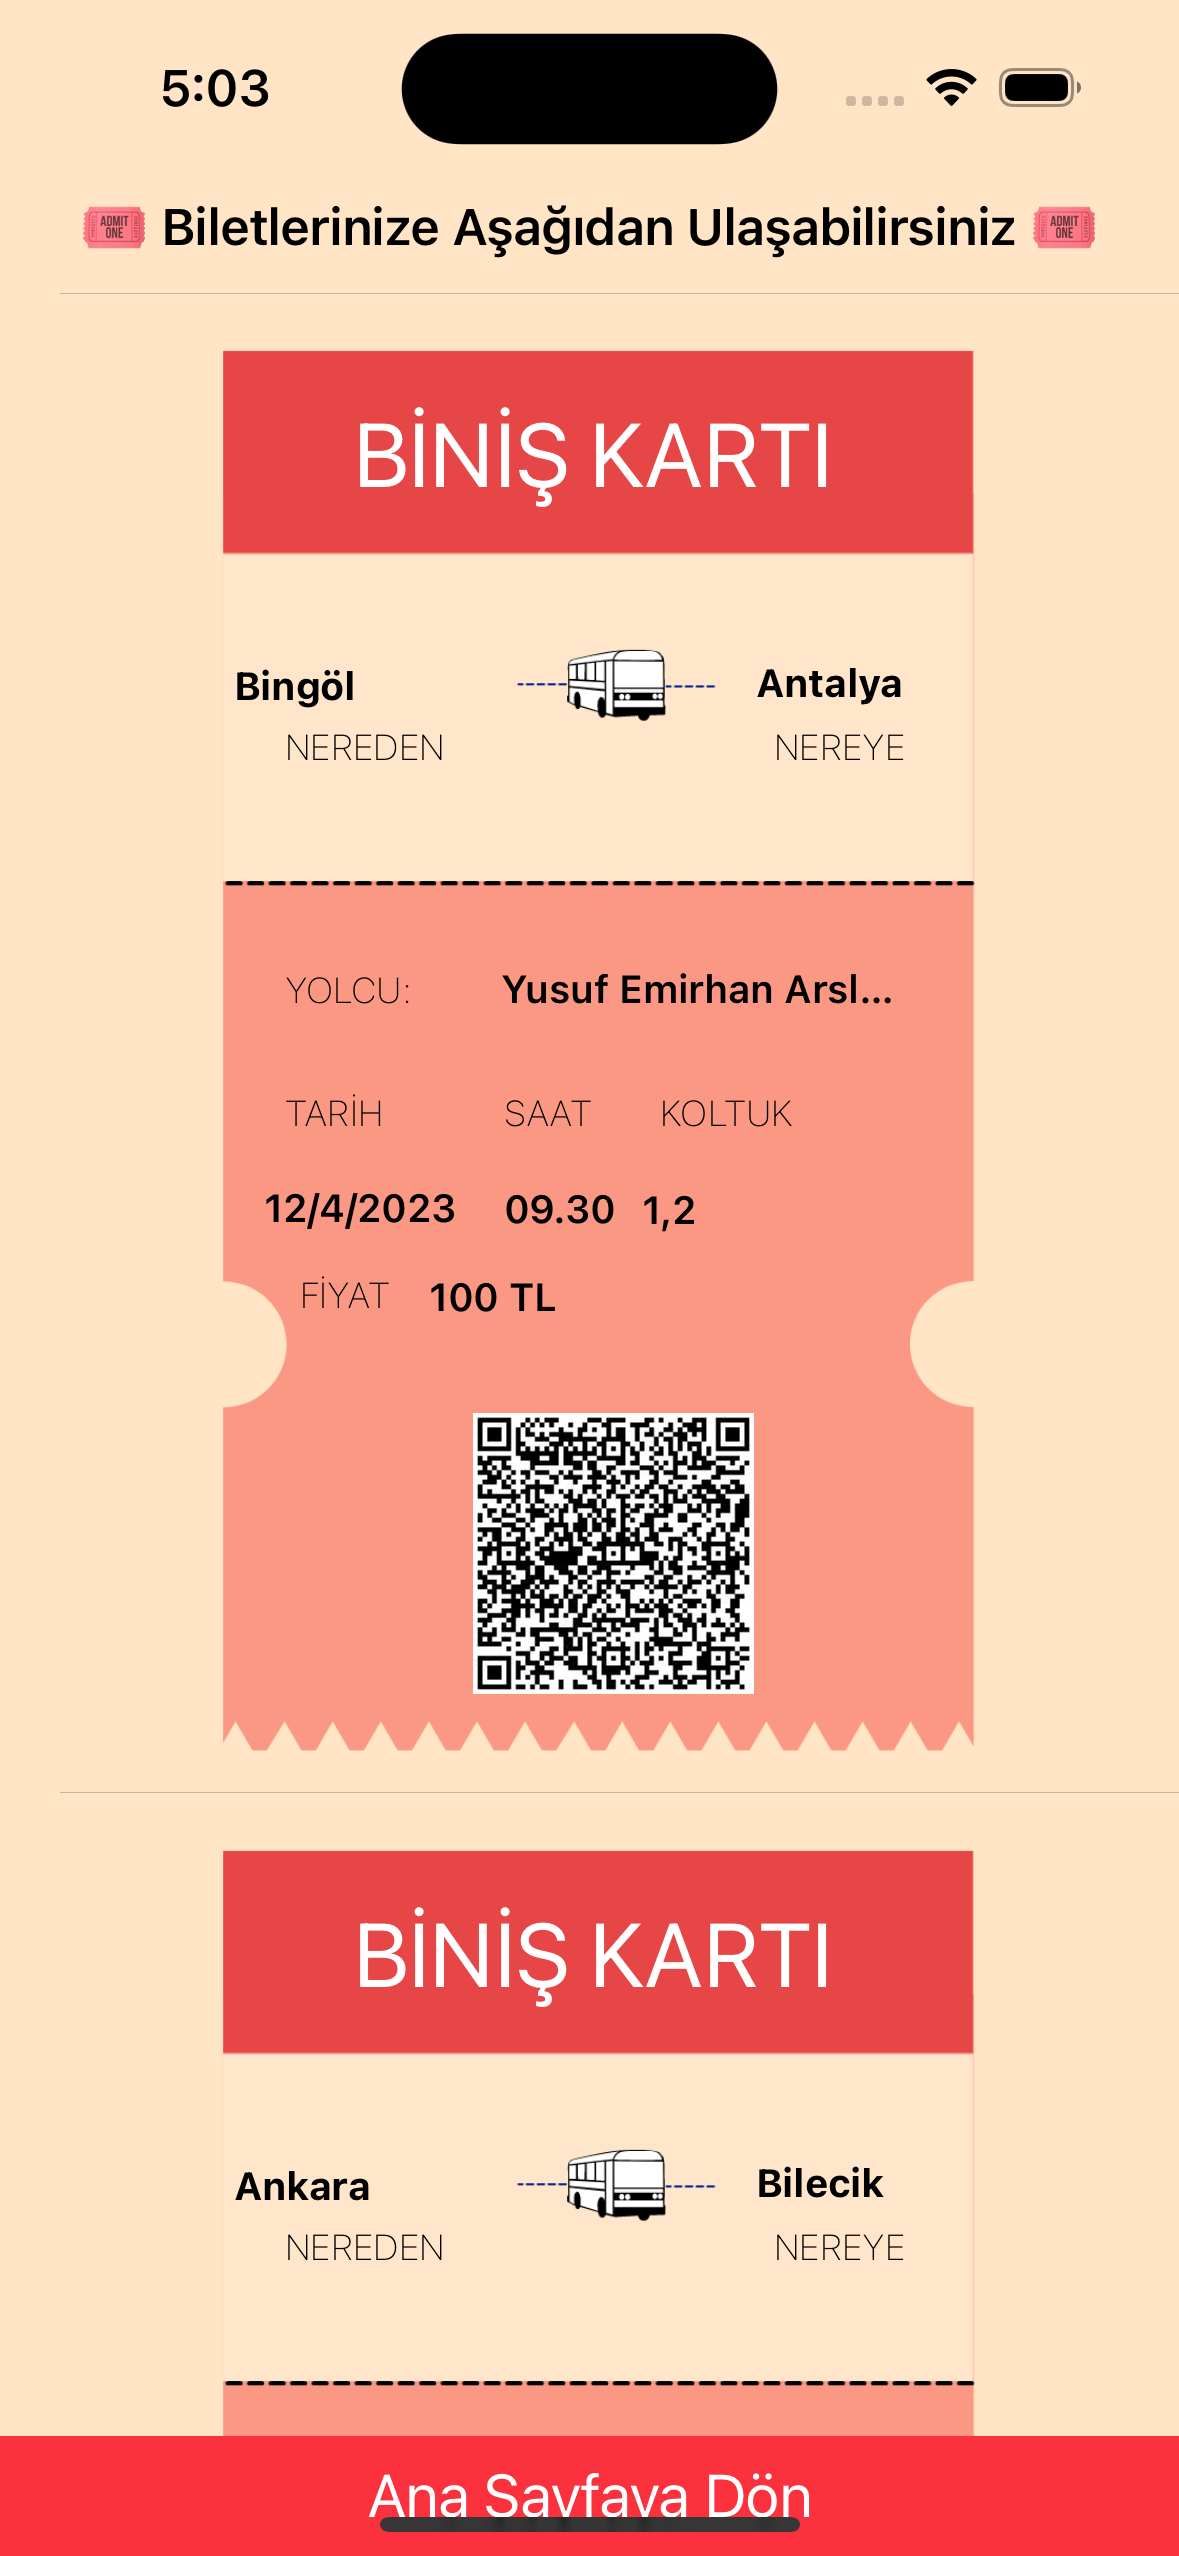 5:03
ADMIT ONE Biletlerinize Aşağıdan Ulaşabilirsiniz ADMIT ONE
BİNİŞ KARTI
Bingöl Antalya
NEREDEN NEREYE
YOLCU: Yusuf Emirhan Arsl...
TARİH SAAT KOLTUK
12/4/2023 09.30 1,2
FİYAT 100 TL
BİNİŞ KARTI
Ankara Bilecik
NEREDEN NEREYE
Ana Sayfaya Dön